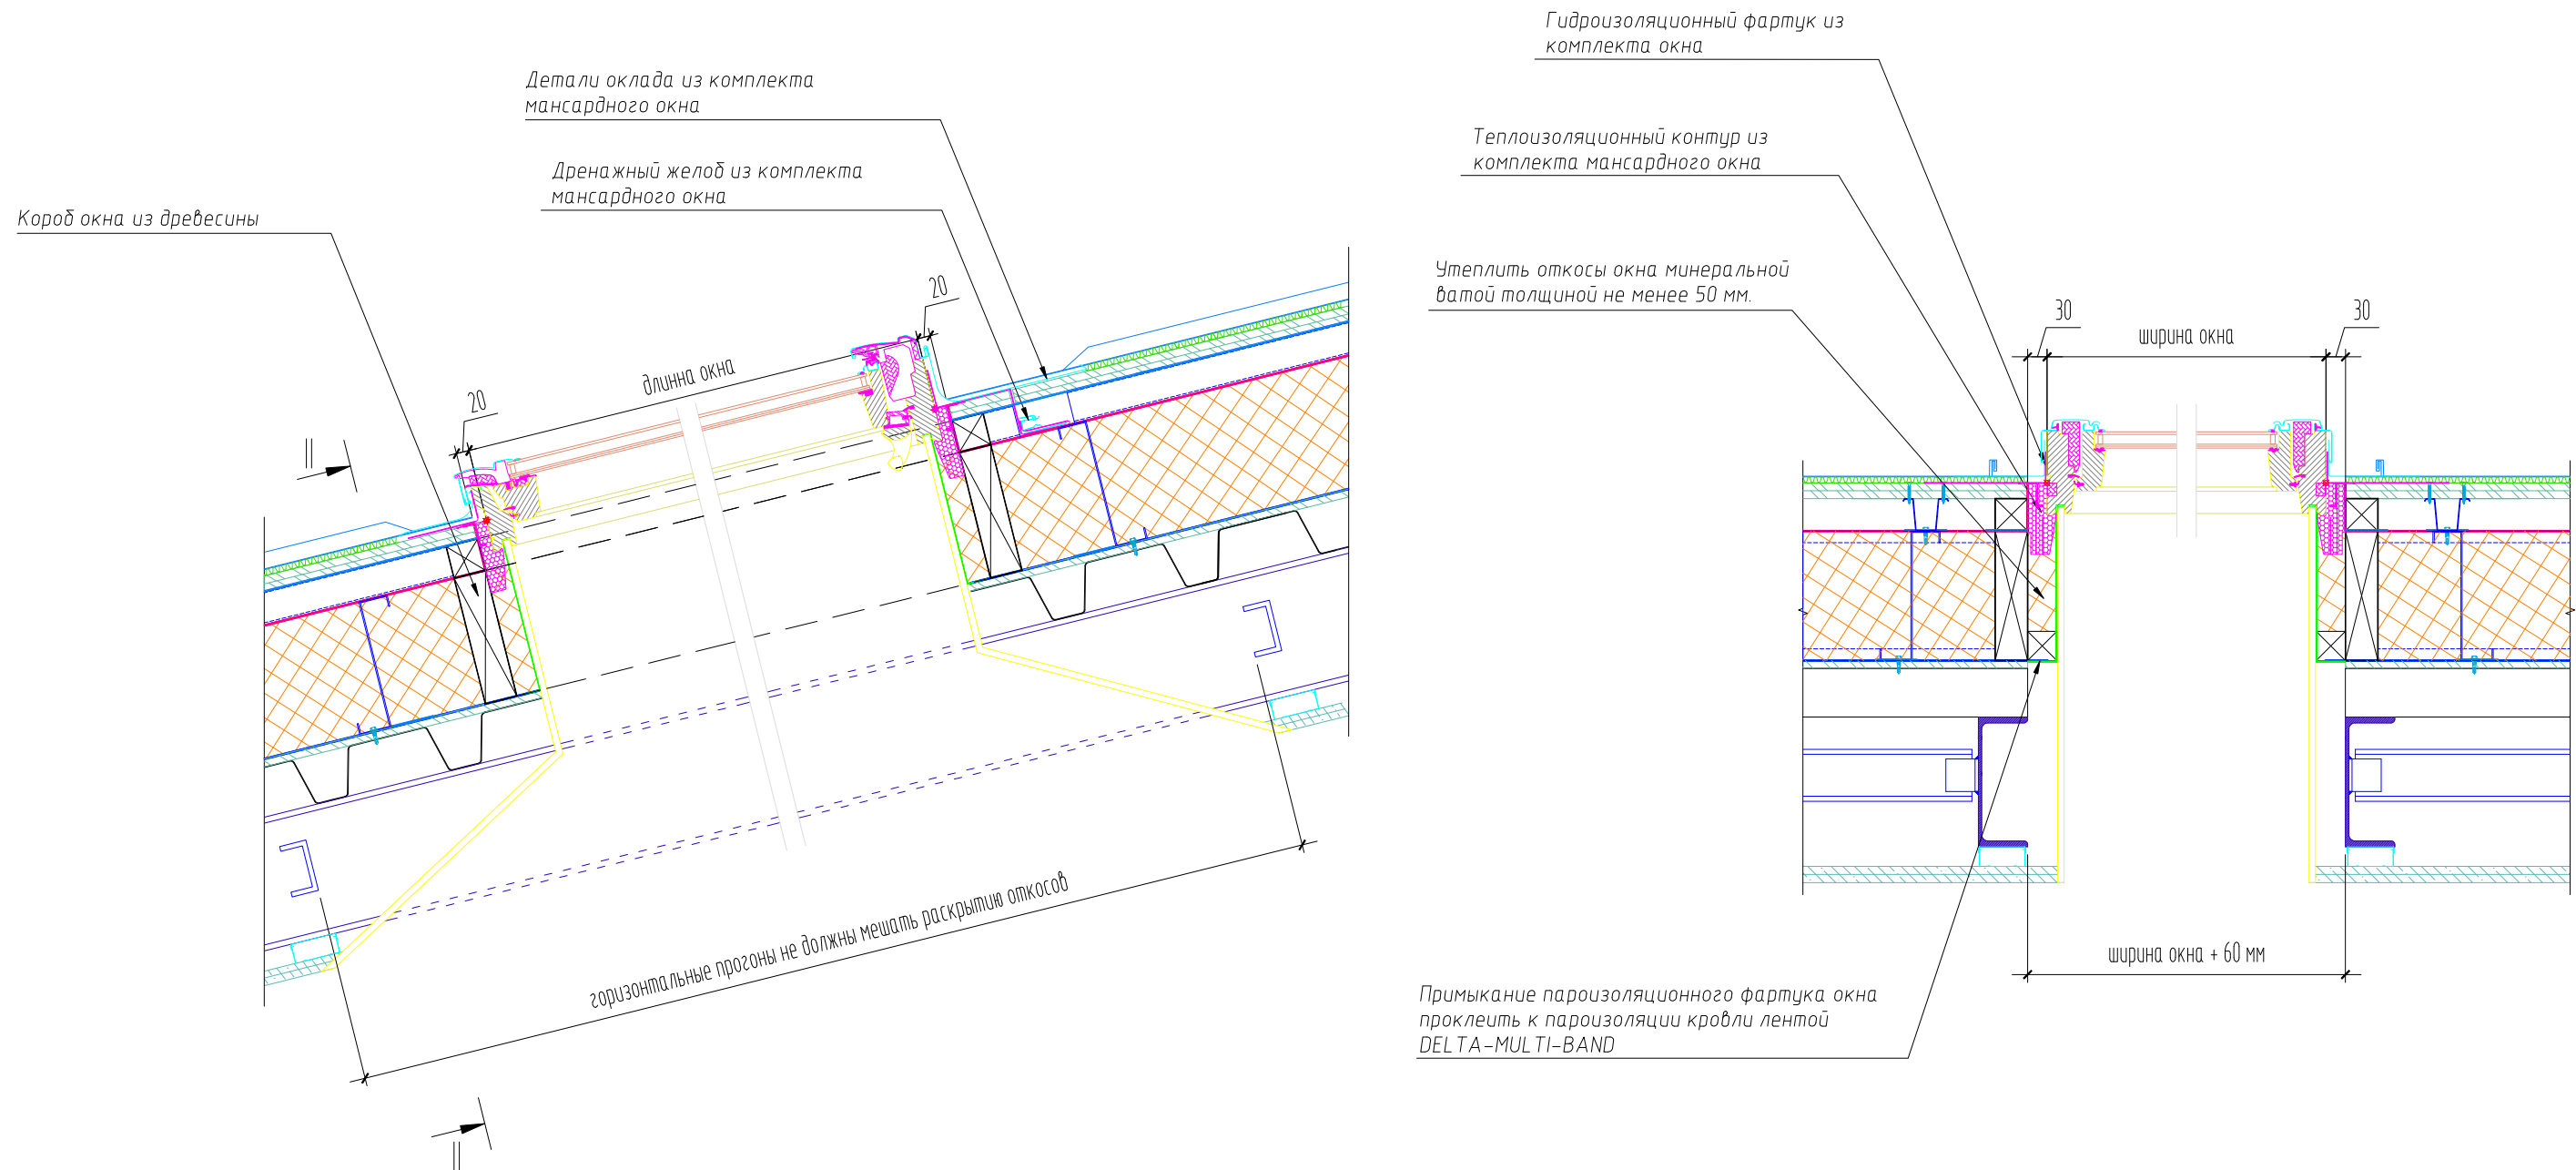 Детали оклада из комплекта
мансардного окна
Дренажный желоб из комплекта
мансардного окна
Короб окна из древесины
20
длинна окна
20
||
горизонтальные прогоны не должны мешать раскрытию откосов
||
Гидроизоляционный фартук из
комплекта окна
Теплоизоляционный контур из
комплекта мансардного окна
Утеплить откосы окна минеральной
ватой толщиной не менее 50 мм.
30
ширина окна
30
ширина окна + 60 мм
Примыкание пароизоляционного фартука окна
проклеить к пароизоляции кровли лентой
DELTA-MULTI-BAND